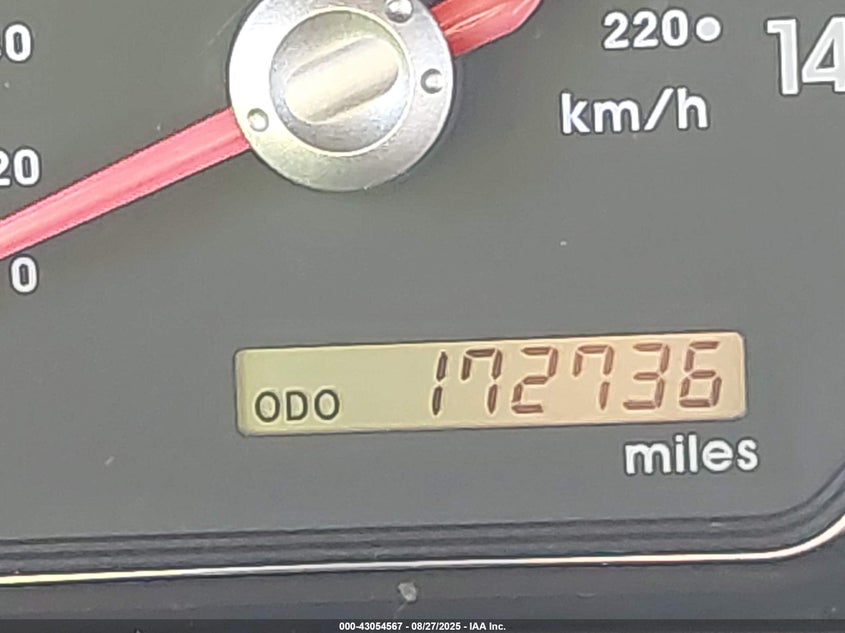 220
14
km/h
20
0
ODO 172736
miles
000-43054567 - 08/27/2025 - IAA Inc.